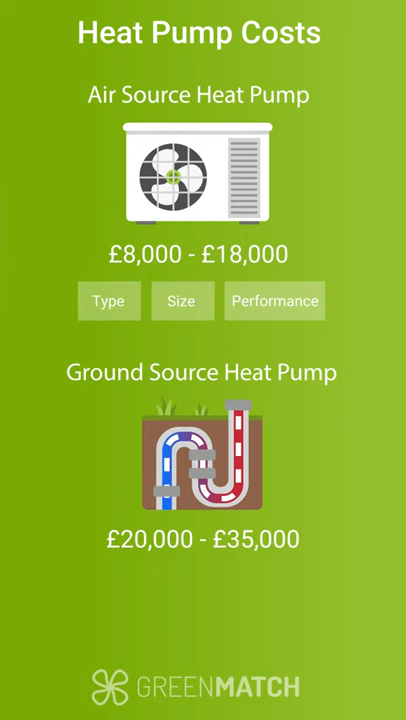 Heat Pump Costs
Air Source Heat Pump
£8,000 - £18,000
Type Size Performance
Ground Source Heat Pump
£20,000 - £35,000
GREENMATCH